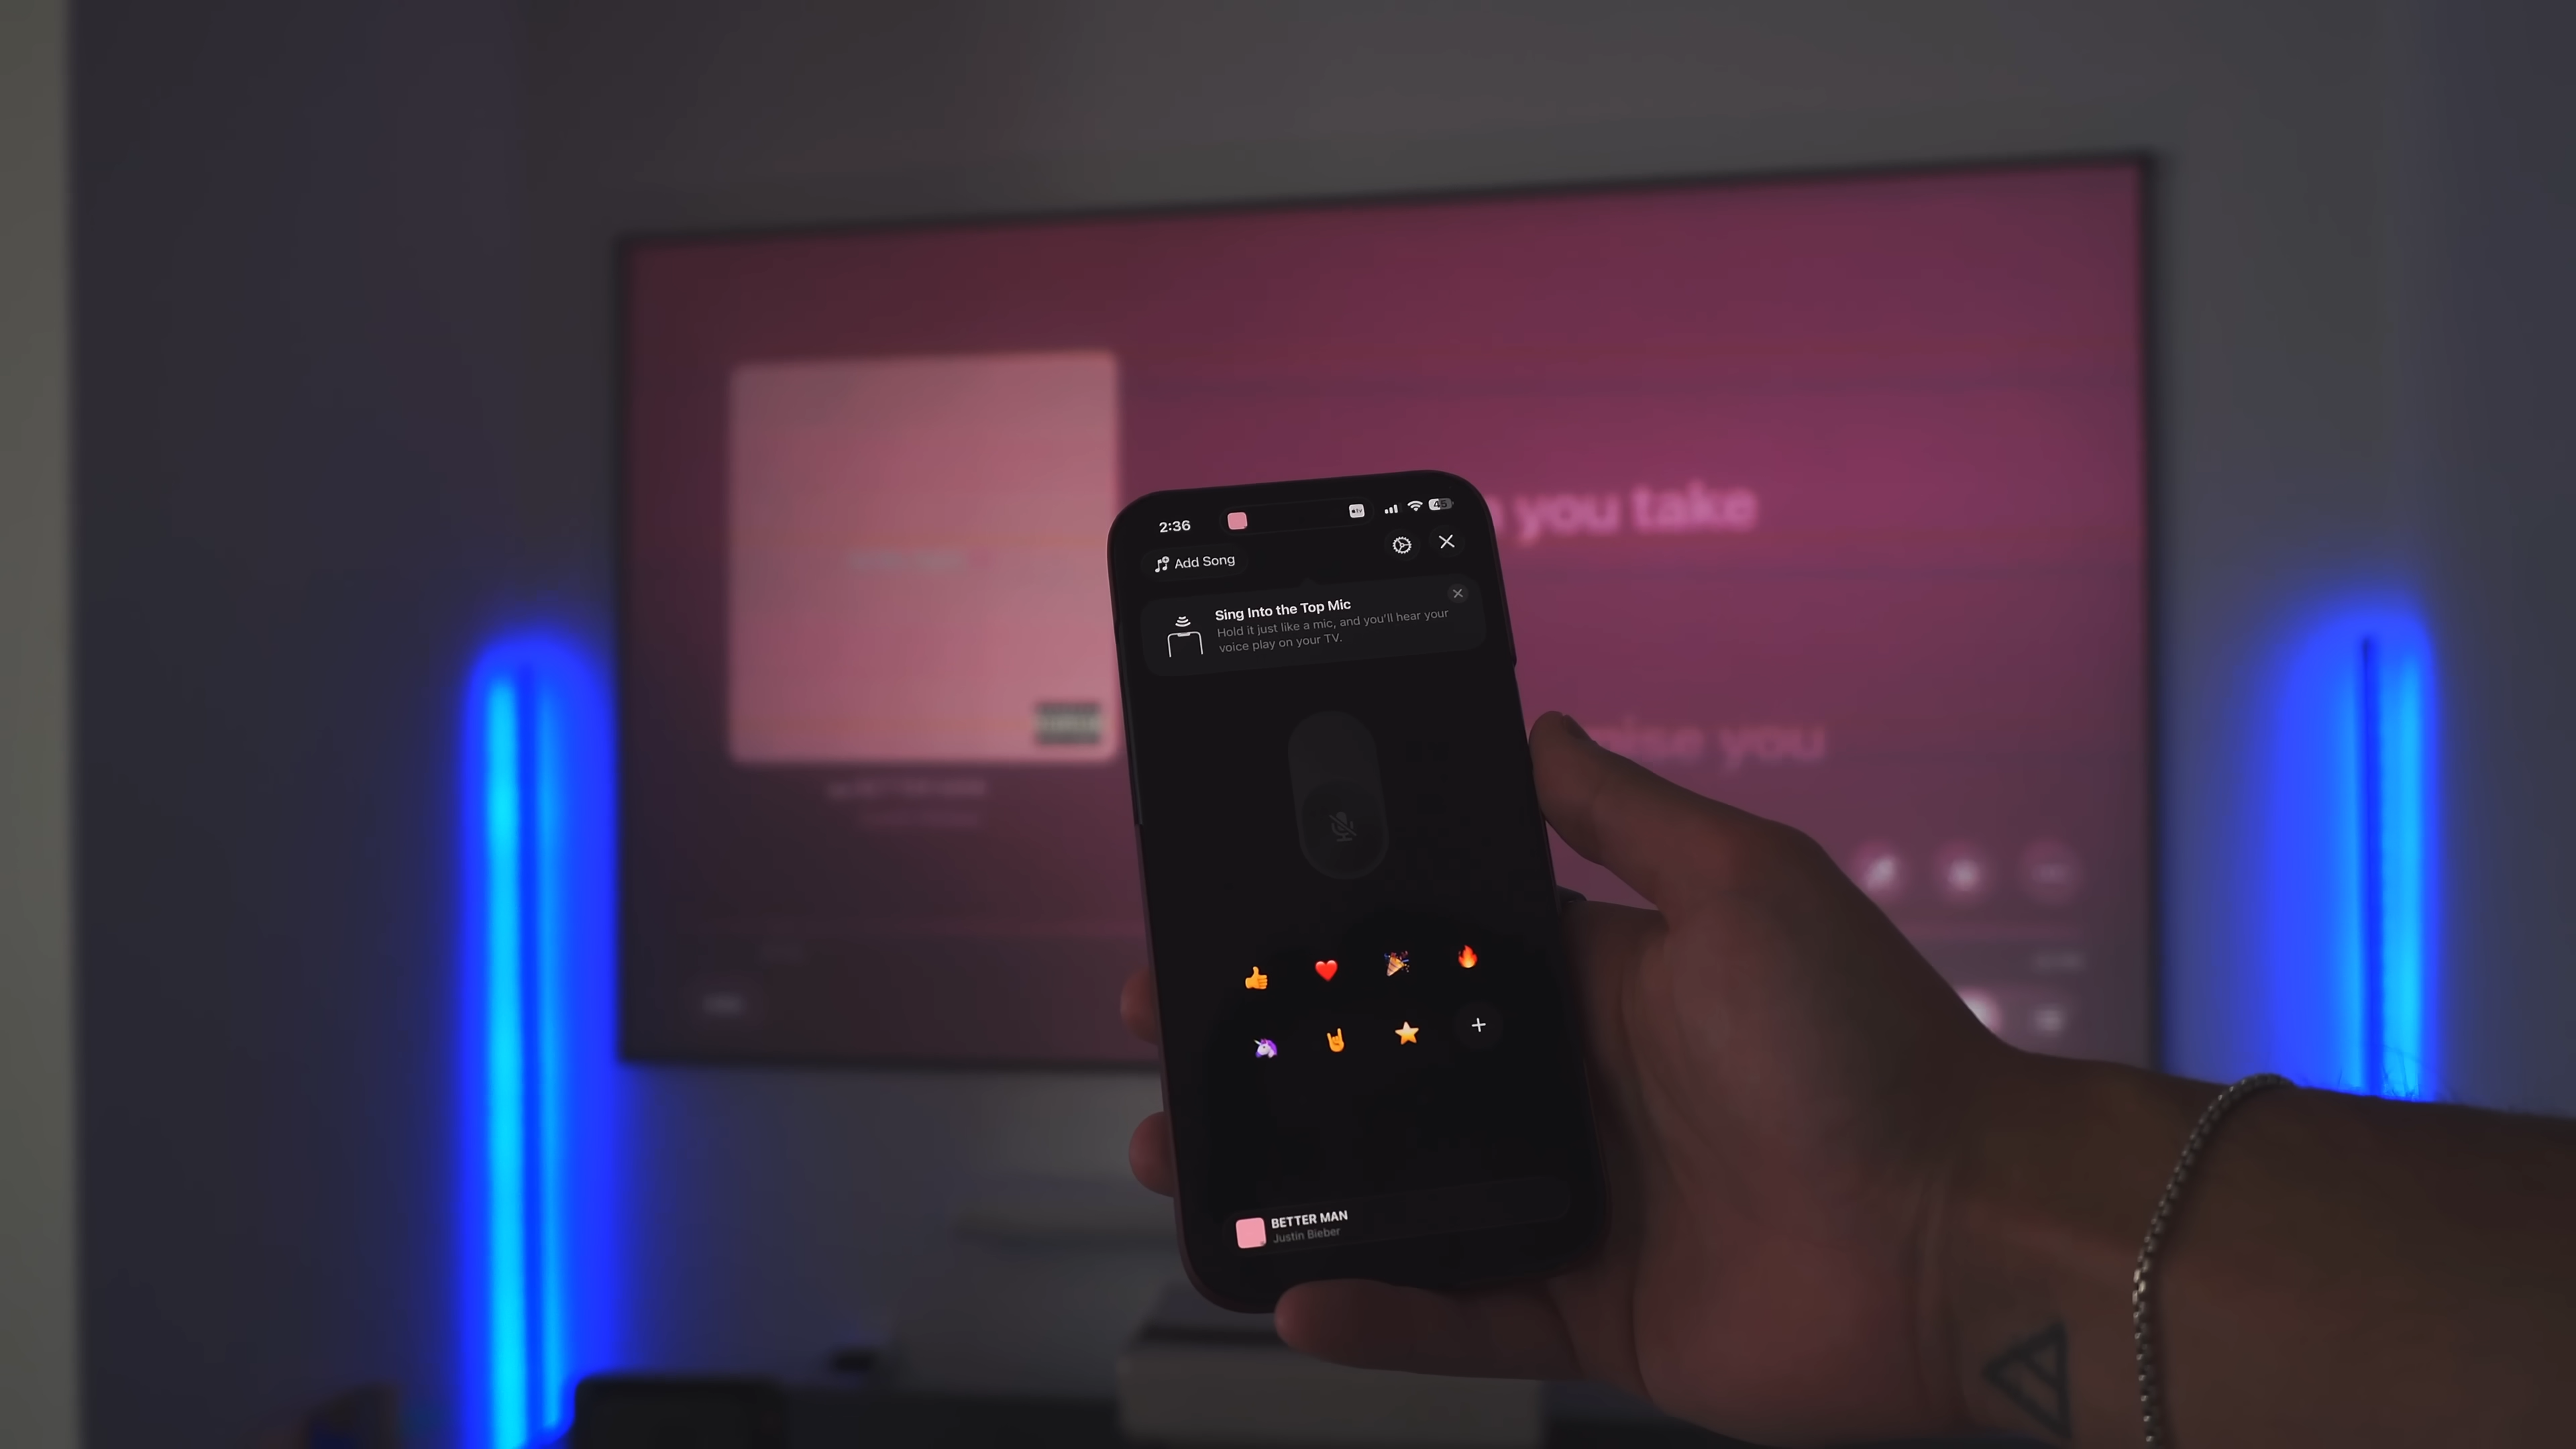 2:36
Add Song
Sing Into the Top Mic
Hold it just like a mic, and you'll hear your
voice play on your TV.
you take
you
BETTER MAN
Justin Bieber